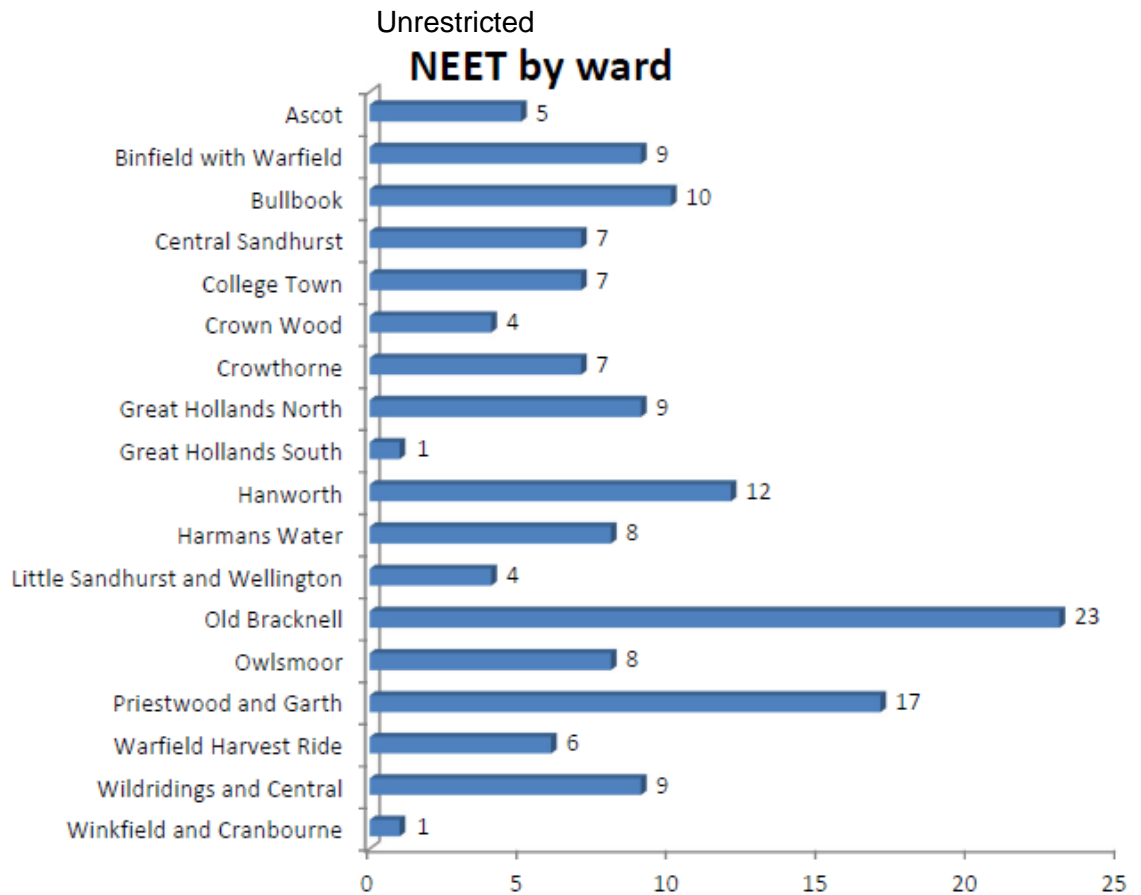 Unrestricted
NEET by ward
Ascot 5
Binfield with Warfield 9
Bullbook 10
Central Sandhurst 7
College Town 7
Crown Wood 4
Crowthorne 7
Great Hollands North 9
Great Hollands South 1
Hanworth 12
Harmans Water 8
Little Sandhurst and Wellington 4
Old Bracknell 23
Owlsmoor 8
Priestwood and Garth 17
Warfield Harvest Ride 6
Wildridings and Central 9
Winkfield and Cranbourne 1
0 5 10 15 20 25